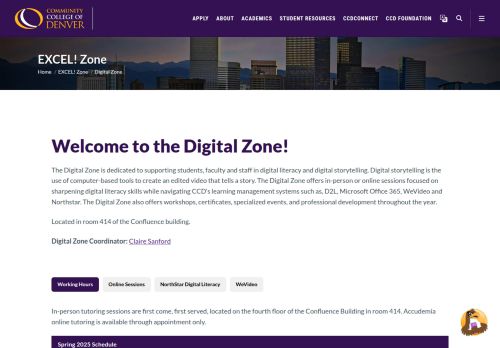 COMMUNITY
COLLEGE OF
DENVER
APPLY ABOUT ACADEMICS STUDENT RESOURCES CCDCONNECT CCD FOUNDATION
EXCEL! Zone
Home / EXCEL! Zone / Digital Zone
Welcome to the Digital Zone!
The Digital Zone is dedicated to supporting students, faculty and staff in digital literacy and digital storytelling. Digital storytelling is the
use of computer-based tools to create an edited video that tells a story. The Digital Zone offers in-person or online sessions focused on
sharpening digital literacy skills while navigating CCD's learning management systems such as, D2L, Microsoft Office 365, WeVideo and
Northstar. The Digital Zone also offers workshops, certificates, specialized events, and professional development throughout the year.
Located in room 414 of the Confluence building.
Digital Zone Coordinator: Claire Sanford
Working Hours Online Sessions NorthStar Digital Literacy WeVideo
In-person tutoring sessions are first come, first served, located on the fourth floor of the Confluence Building in room 414. Accudemia
online tutoring is available through appointment only.
Spring 2025 Schedule